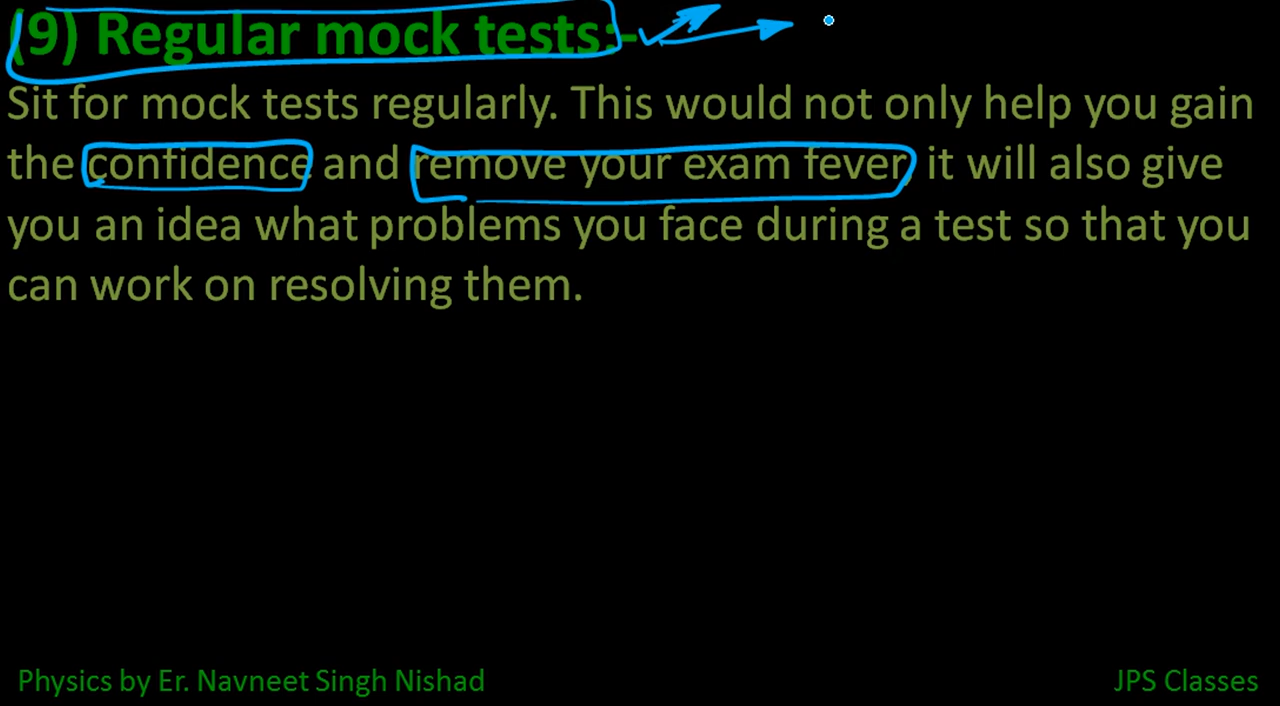 (9) Regular mock tests:-
Sit for mock tests regularly. This would not only help you gain
the confidence and remove your exam fever, it will also give
you an idea what problems you face during a test so that you
can work on resolving them.
Physics by Er. Navneet Singh Nishad
JPS Classes